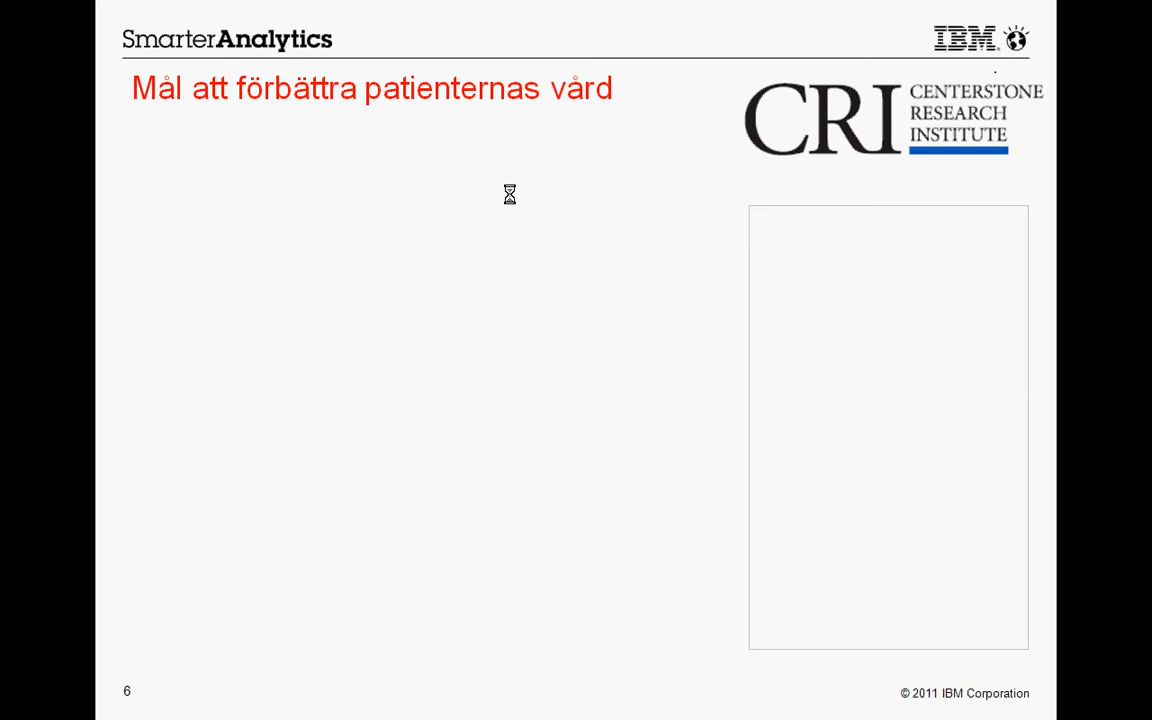 SmarterAnalytics
IBM
Mål att förbättra patienternas vård
CRI
CENTERSTONE
RESEARCH
INSTITUTE
6
© 2011 IBM Corporation